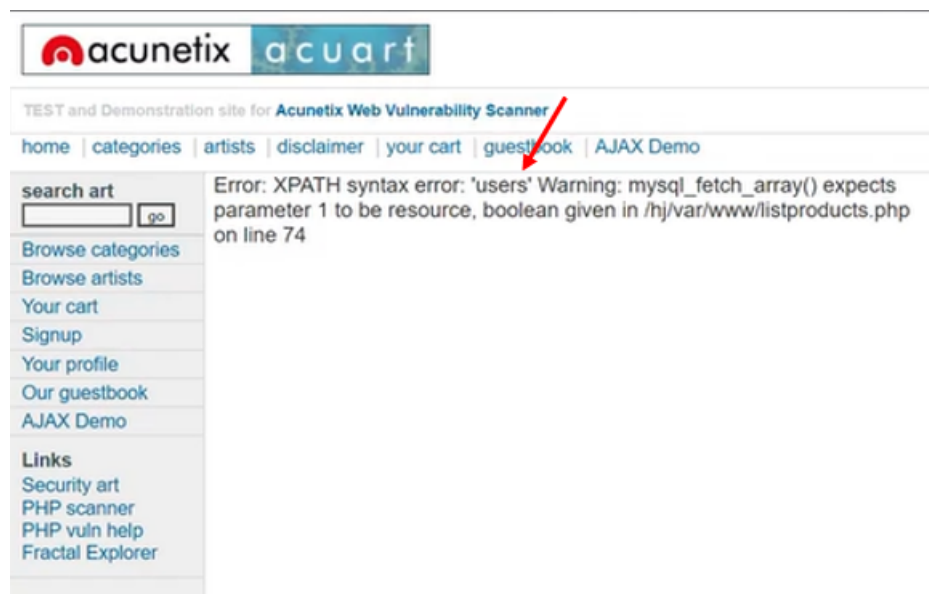 acunetix acuart
TEST and Demonstration site for Acunetix Web Vulnerability Scanner
home | categories | artists | disclaimer | your cart | guestbook | AJAX Demo
search art
go
Browse categories
Browse artists
Your cart
Signup
Your profile
Our guestbook
AJAX Demo
Links
Security art
PHP scanner
PHP vuln help
Fractal Explorer
Error: XPATH syntax error: 'users' Warning: mysql_fetch_array() expects
parameter 1 to be resource, boolean given in /hj/var/www/listproducts.php
on line 74